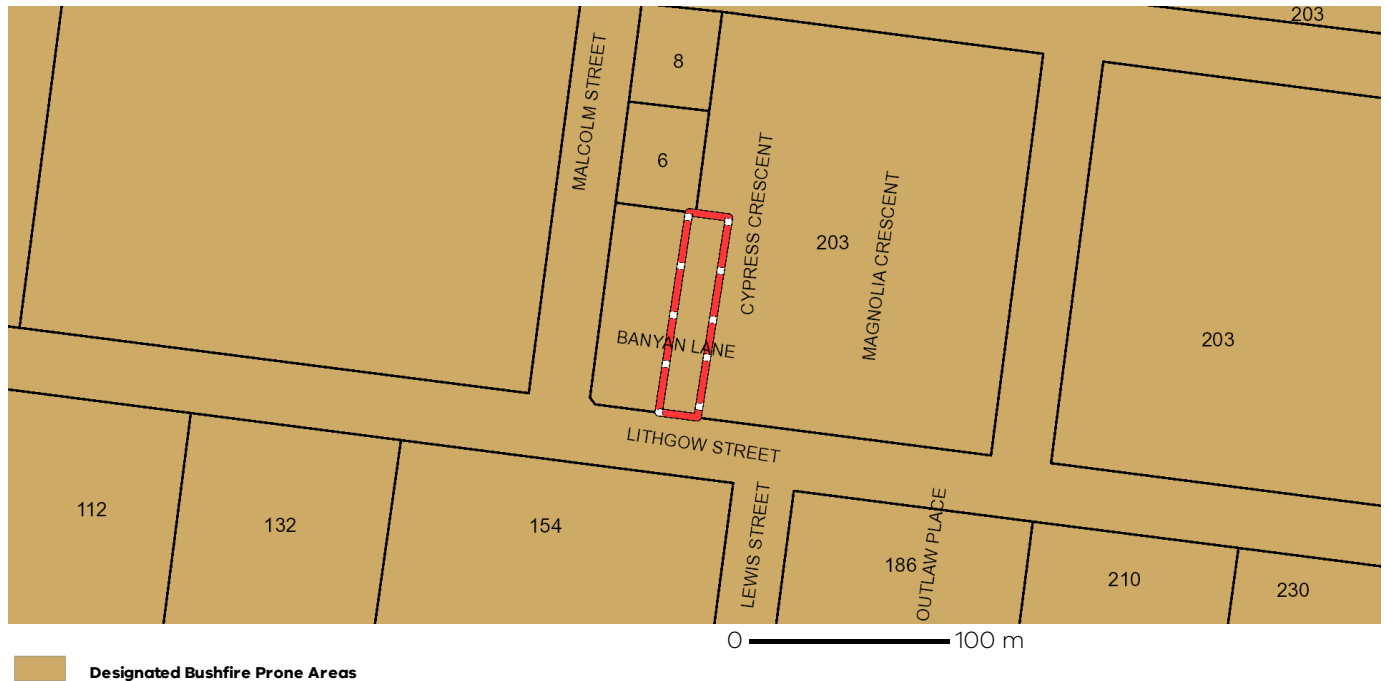 203
8
MALCOLM STREET
6
CYPRESS CRESCENT
203
MAGNOLIA CRESCENT
BANYAN LANE
203
LITHGOW STREET
112
132
154
LEWIS STREET
186
OUTLAW PLACE
210
230
0 100 m
Designated Bushfire Prone Areas